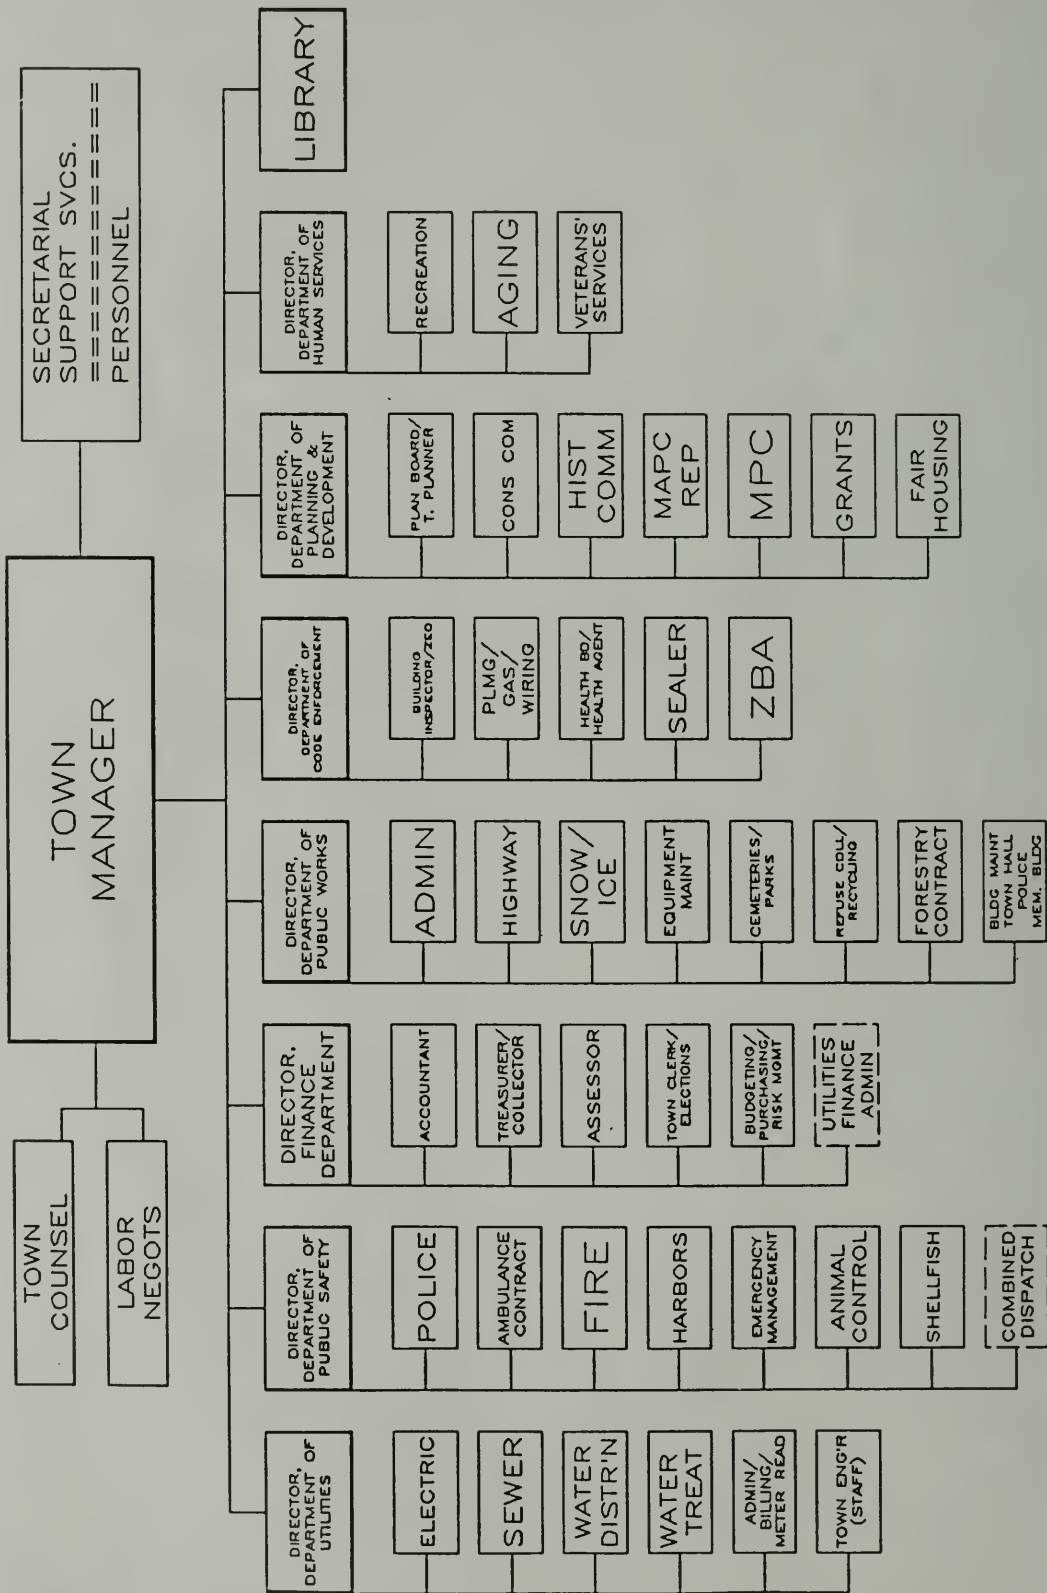 TOWN
COUNSEL
LABOR
NEGOTS
TOWN
MANAGER
SECRETARIAL
SUPPORT SVCS.
================
PERSONNEL
DIRECTOR,
DEPARTMENT OF
UTILITIES
ELECTRIC
SEWER
WATER
DISTR'N
WATER
TREAT
ADMIN/
BILLING/
METER READ
TOWN ENG'R
(STAFF)
DIRECTOR,
DEPARTMENT OF
PUBLIC SAFETY
POLICE
AMBULANCE
CONTRACT
FIRE
HARBORS
EMERGENCY
MANAGEMENT
ANIMAL
CONTROL
SHELLFISH
COMBINED
DISPATCH
DIRECTOR,
FINANCE
DEPARTMENT
ACCOUNTANT
TREASURER/
COLLECTOR
ASSESSOR
TOWN CLERK/
ELECTIONS
BUDGETING/
PURCHASING/
RISK MGMT
UTILITIES
FINANCE
ADMIN
DIRECTOR,
DEPARTMENT OF
PUBLIC WORKS
ADMIN
HIGHWAY
SNOW/
ICE
EQUIPMENT
MAINT
CEMETERIES/
PARKS
REFUSE COLL/
RECYCLING
FORESTRY
CONTRACT
BLDG MAINT
TOWN HALL
POLICE
MEM. BLDG
DIRECTOR,
DEPARTMENT OF
CODE ENFORCEMENT
BUILDING
INSPECTOR/ZEO
PLMG/
GAS/
WIRING
HEALTH BD/
HEALTH AGENT
SEALER
ZBA
DIRECTOR,
DEPARTMENT OF
PLANNING &
DEVELOPMENT
PLAN BOARD/
T. PLANNER
CONS COM
HIST
COMM
MAPC
REP
MPC
GRANTS
FAIR
HOUSING
DIRECTOR,
DEPARTMENT OF
HUMAN SERVICES
RECREATION
AGING
VETERANS'
SERVICES
LIBRARY